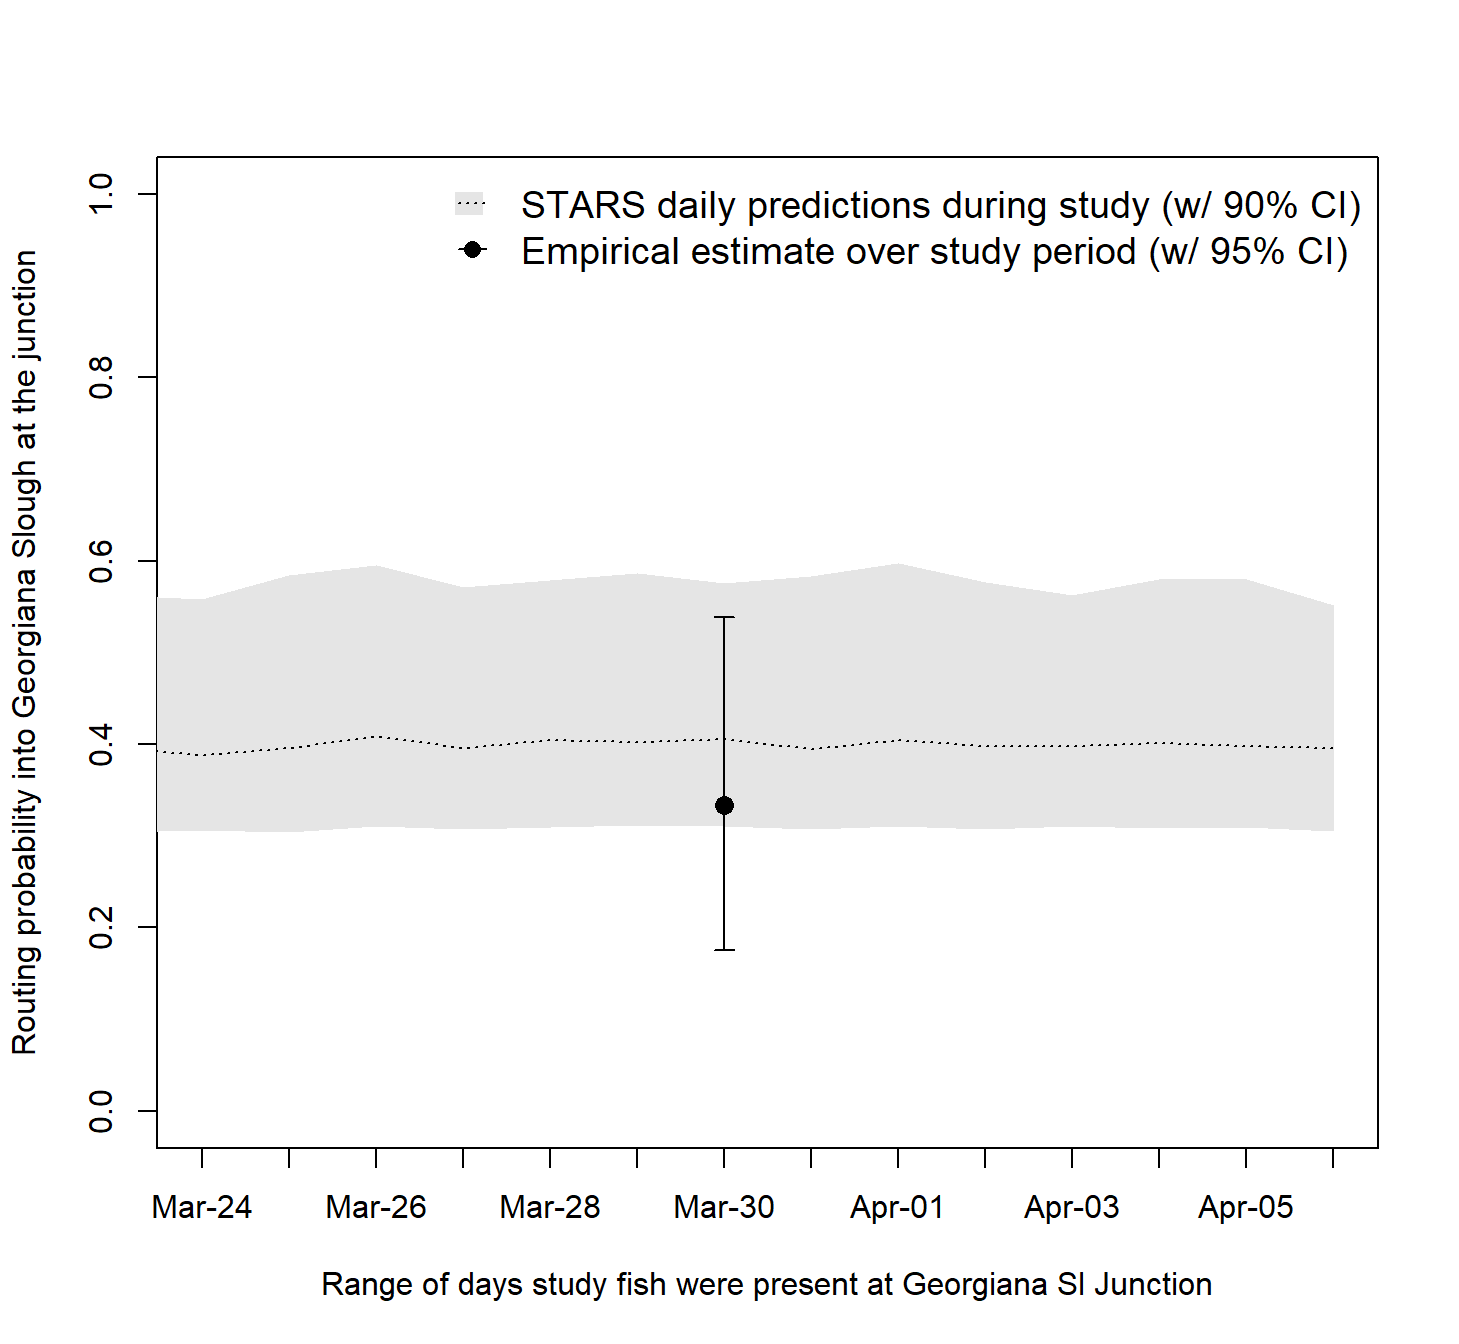 STARS daily predictions during study (w/ 90% CI)
Empirical estimate over study period (w/ 95% CI)
Routing probability into Georgiana Slough at the junction
1.0
0.8
0.6
0.4
0.2
0.0
Mar-24 Mar-26 Mar-28 Mar-30 Apr-01 Apr-03 Apr-05
Range of days study fish were present at Georgiana Sl Junction